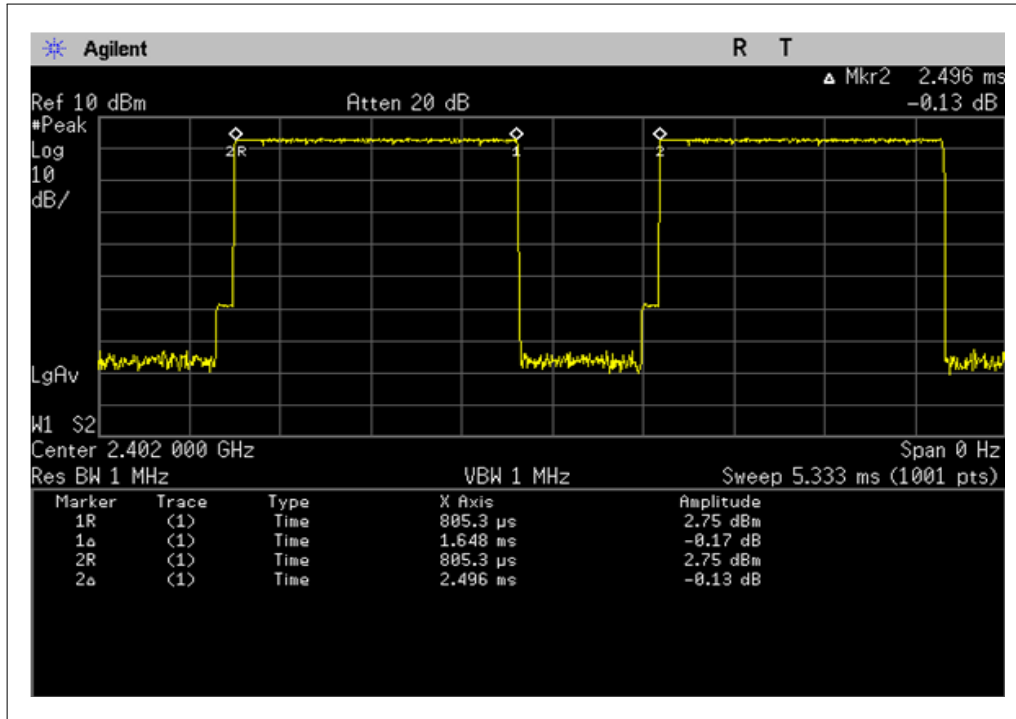 Agilent R T
Δ Mkr2 2.496 ms
Ref 10 dBm Atten 20 dB -0.13 dB
#Peak
Log
10
dB/
2R 1 2
LgAv
W1 S2
Center 2.402 000 GHz Span 0 Hz
Res BW 1 MHz VBW 1 MHz Sweep 5.333 ms (1001 pts)
Marker Trace Type X Axis Amplitude
1R (1) Time 805.3 µs 2.75 dBm
1Δ (1) Time 1.648 ms -0.17 dB
2R (1) Time 805.3 µs 2.75 dBm
2Δ (1) Time 2.496 ms -0.13 dB